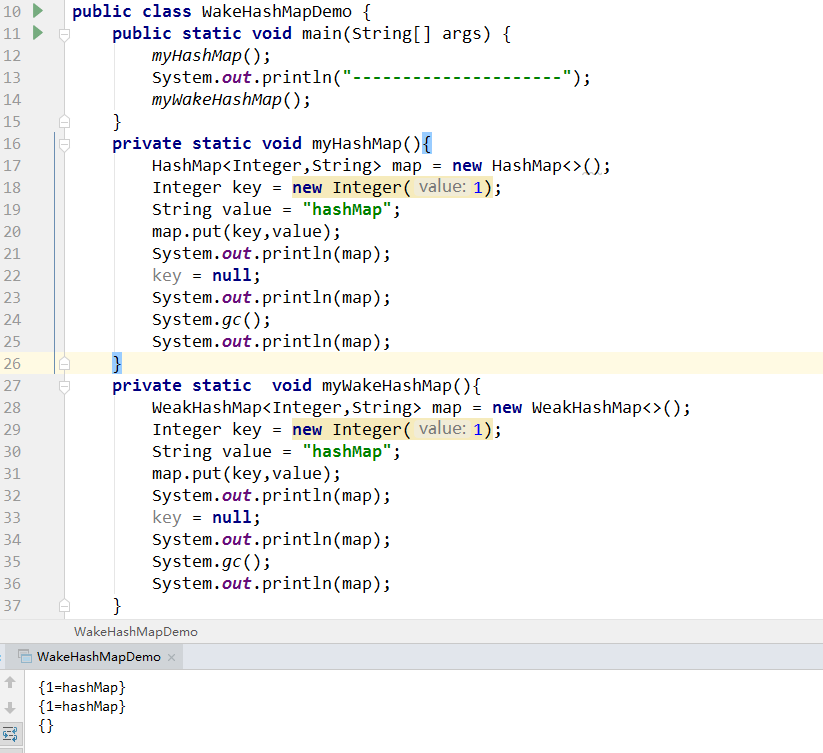 10 public class WakeHashMapDemo {
11 public static void main(String[] args) {
12 myHashMap();
13 System.out.println("---------------------");
14 myWakeHashMap();
15 }
16 private static void myHashMap(){
17 HashMap<Integer,String> map = new HashMap<>();
18 Integer key = new Integer( value: 1);
19 String value = "hashMap";
20 map.put(key,value);
21 System.out.println(map);
22 key = null;
23 System.out.println(map);
24 System.gc();
25 System.out.println(map);
26 }
27 private static  void myWakeHashMap(){
28 WeakHashMap<Integer,String> map = new WeakHashMap<>();
29 Integer key = new Integer( value: 1);
30 String value = "hashMap";
31 map.put(key,value);
32 System.out.println(map);
33 key = null;
34 System.out.println(map);
35 System.gc();
36 System.out.println(map);
37 }
WakeHashMapDemo
WakeHashMapDemo ×
{1=hashMap}
{1=hashMap}
{}